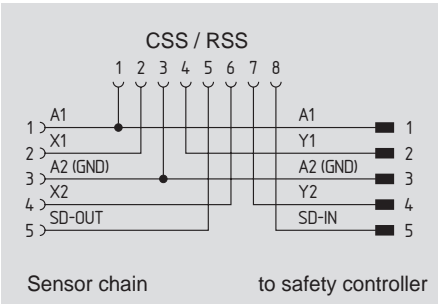 CSS / RSS
1 2 3 4 5 6 7 8
1 A1 A1 1
2 X1 Y1 2
3 A2 (GND) A2 (GND) 3
4 X2 Y2 4
5 SD-OUT SD-IN 5
Sensor chain to safety controller